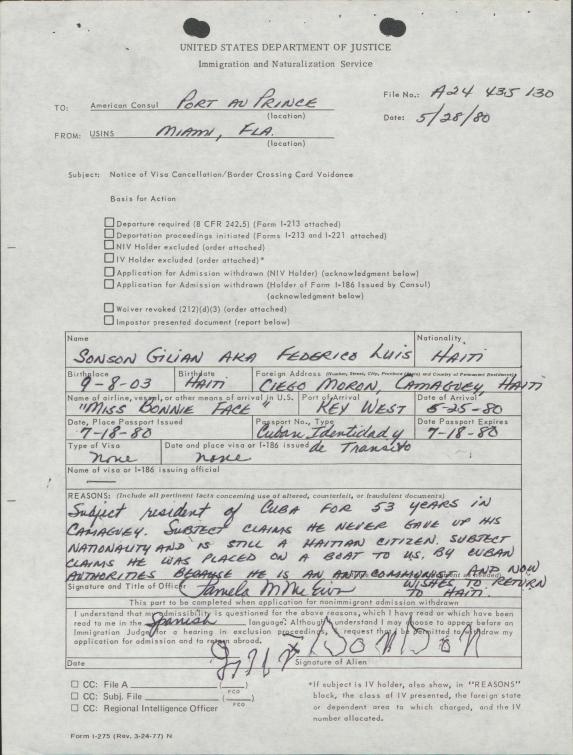 UNITED STATES DEPARTMENT OF JUSTICE
Immigration and Naturalization Service
File No.: A24 435 130
TO: American Consul PORT AU PRINCE
(location)
Date: 5/28/80
FROM: USINS MIAMI, FLA.
(location)
Subject: Notice of Visa Cancellation/Border Crossing Card Voidance
Basis for Action
Departure required (8 CFR 242.5) (Form I-213 attached)
Deportation proceedings initiated (Forms I-213 and I-221 attached)
NIV Holder excluded (order attached)
IV Holder excluded (order attached)*
Application for Admission withdrawn (NIV Holder) (acknowledgment below)
Application for Admission withdrawn (Holder of Form I-186 Issued by Consul)
(acknowledgment below)
Waiver revoked (212)(d)(3) (order attached)
Impostor presented document (report below)
Name Nationality
SONSON GILIAN AKA FEDERICO LUIS HAITI
Birthplace Birthdate Foreign Address (Number, Street, City, Province (State) and Country of Permanent Residence)
9-8-03 HAITI CIEGO MORON, CAMAGUEY, HAITI
Name of airline, vessel, or other means of arrival in U.S. Port of Arrival Date of Arrival
"MISS BONNIE FACE" KEY WEST 5-25-80
Date, Place Passport Issued Passport No., Type Date Passport Expires
7-18-80 Cuban Identidad y 7-18-80
Type of Visa Date and place visa or I-186 issued de Transito
none none
Name of visa or I-186 issuing official
REASONS: (Include all pertinent facts concerning use of altered, counterfeit, or fraudulent documents)
Subject resident of CUBA FOR 53 YEARS IN
CAMAGUEY. SUBJECT CLAIMS HE NEVER GAVE UP HIS
NATIONALITY AND IS STILL A HAITIAN CITIZEN. SUBJECT
CLAIMS HE WAS PLACED ON A BOAT TO US. BY CUBAN
AUTHORITIES BECAUSE HE IS AN ANTI COMMUNIST AND NOW
WISHES TO RETURN
TO HAITI.
Signature and Title of Officer Pamela
This part to be completed when application for nonimmigrant admission withdrawn
I understand that my admissibility is questioned for the above reasons, which I have read or which have been
read to me in the Spanish language. Although I understand I may choose to appear before an
Immigration Judge for a hearing in exclusion proceedings, I request that I be permitted to withdraw my
application for admission and to return abroad.
Date Signature of Alien
CC: File A ( )
FCO
CC: Subj. File ( )
FCO
CC: Regional Intelligence Officer
*If subject is IV holder, also show, in "REASONS"
block, the class of IV presented, the foreign state
or dependent area to which charged, and the IV
number allocated.
Form I-275 (Rev. 3-24-77) N